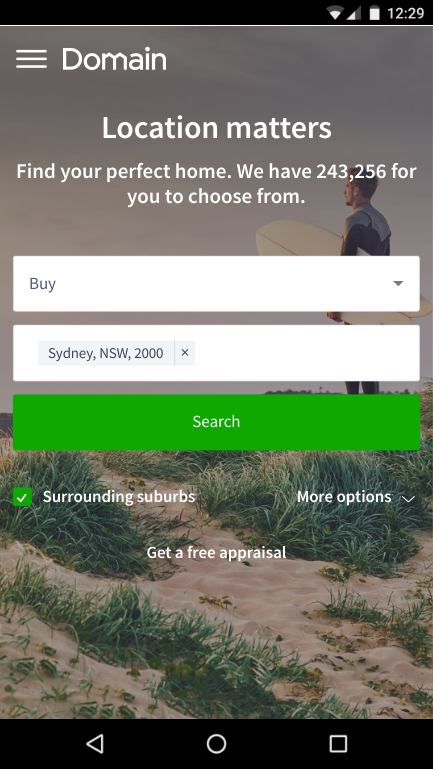 12:29
Domain
Location matters
Find your perfect home. We have 243,256 for
you to choose from.
Buy
Sydney, NSW, 2000 ×
Search
Surrounding suburbs More options
Get a free appraisal